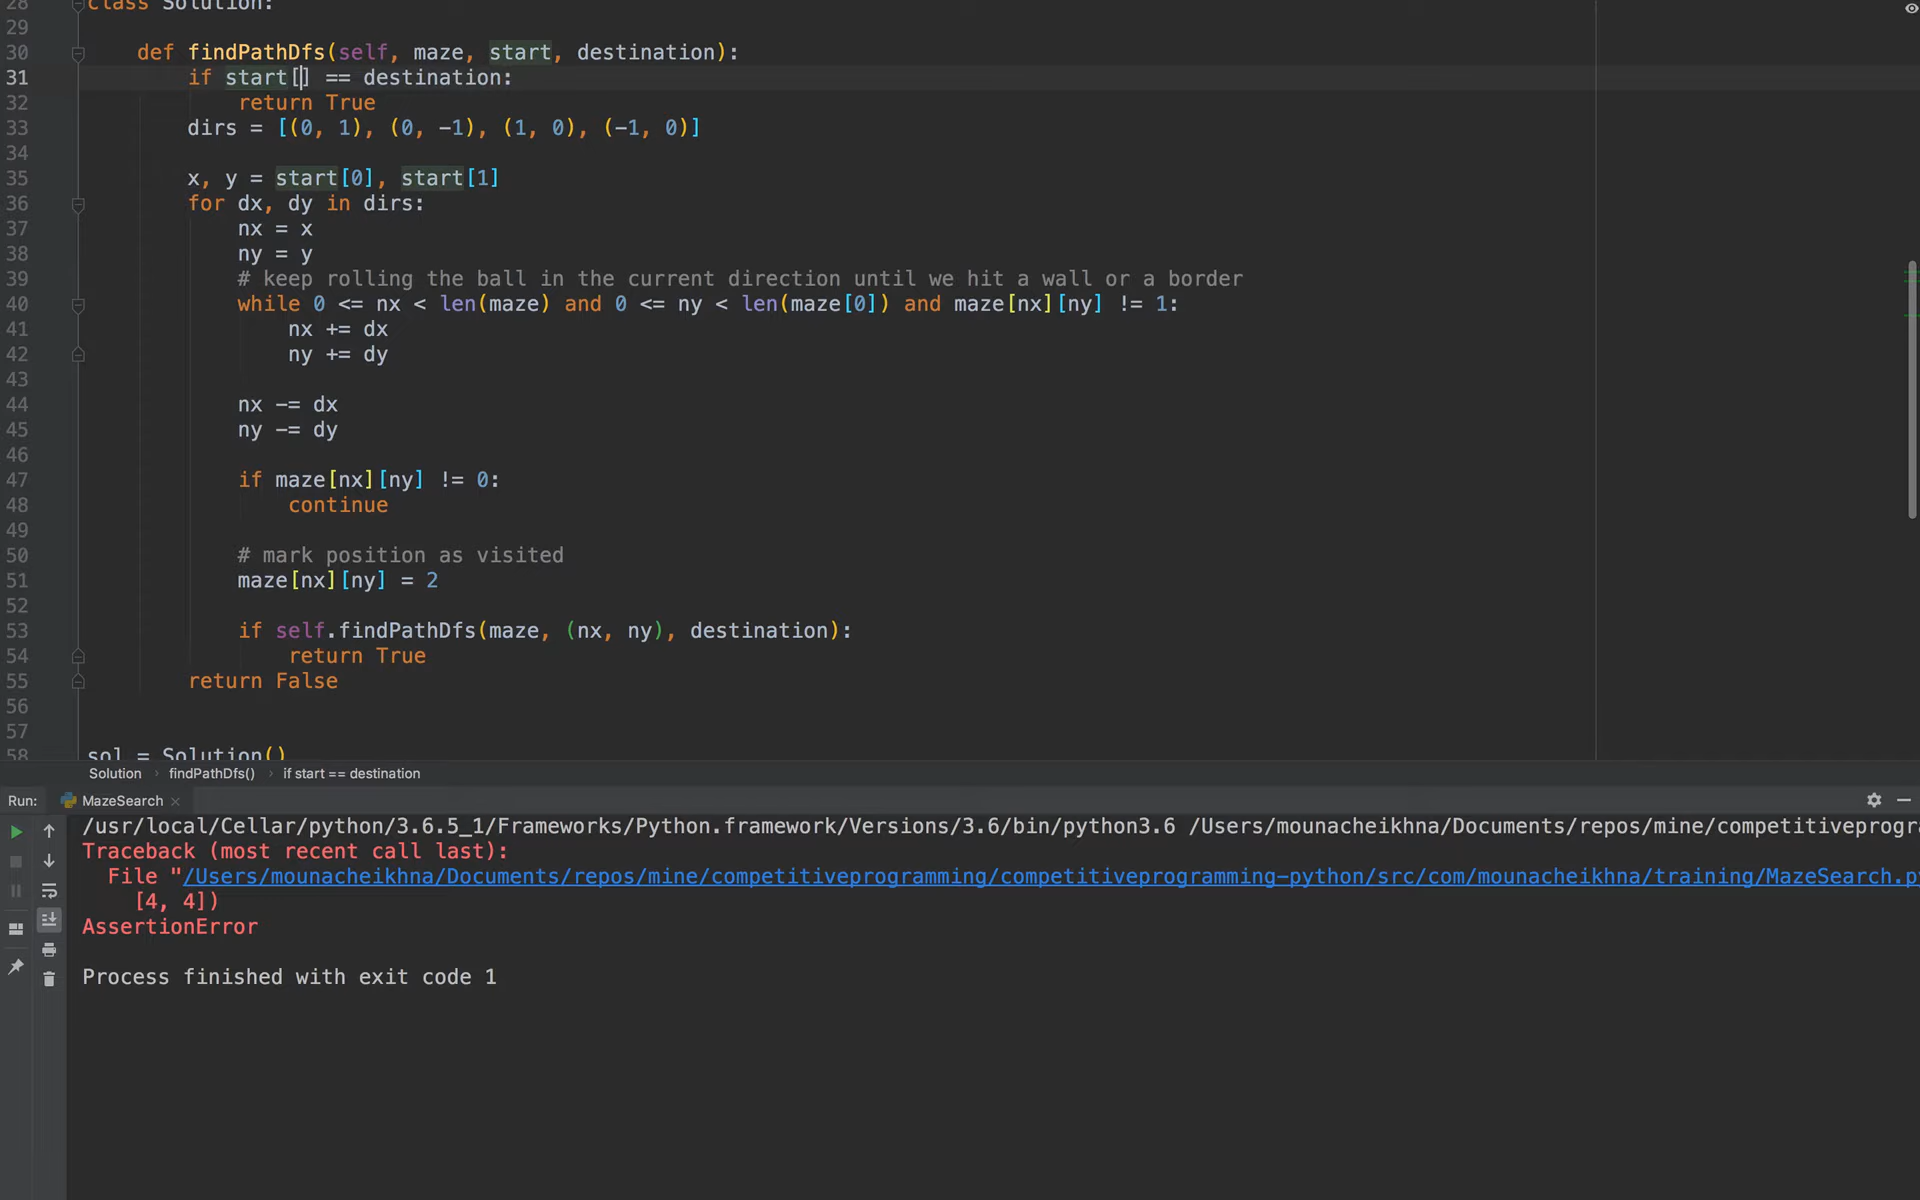 28 class Solution:
29
30     def findPathDfs(self, maze, start, destination):
31         if start[] == destination:
32             return True
33         dirs = [(0, 1), (0, -1), (1, 0), (-1, 0)]
34
35         x, y = start[0], start[1]
36         for dx, dy in dirs:
37             nx = x
38             ny = y
39             # keep rolling the ball in the current direction until we hit a wall or a border
40             while 0 <= nx < len(maze) and 0 <= ny < len(maze[0]) and maze[nx][ny] != 1:
41                 nx += dx
42                 ny += dy
43
44             nx -= dx
45             ny -= dy
46
47             if maze[nx][ny] != 0:
48                 continue
49
50             # mark position as visited
51             maze[nx][ny] = 2
52
53             if self.findPathDfs(maze, (nx, ny), destination):
54                 return True
55         return False
56
57
58 sol = Solution()
Solution › findPathDfs() › if start == destination
Run: MazeSearch
/usr/local/Cellar/python/3.6.5_1/Frameworks/Python.framework/Versions/3.6/bin/python3.6 /Users/mounacheikhna/Documents/repos/mine/competitiveprogra
Traceback (most recent call last):
  File "/Users/mounacheikhna/Documents/repos/mine/competitiveprogramming/competitiveprogramming-python/src/com/mounacheikhna/training/MazeSearch.py
    [4, 4])
AssertionError
Process finished with exit code 1